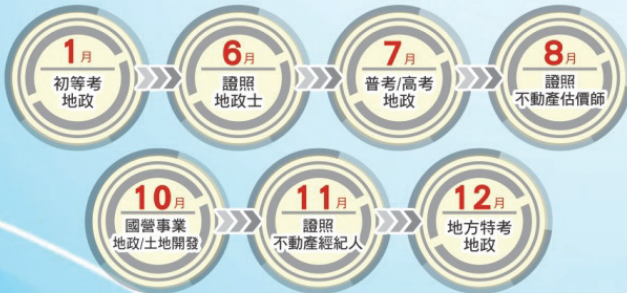 1月
初等考
地政
6月
證照
地政士
7月
普考/高考
地政
8月
證照
不動產估價師
10月
國營事業
地政/土地開發
11月
證照
不動產經紀人
12月
地方特考
地政